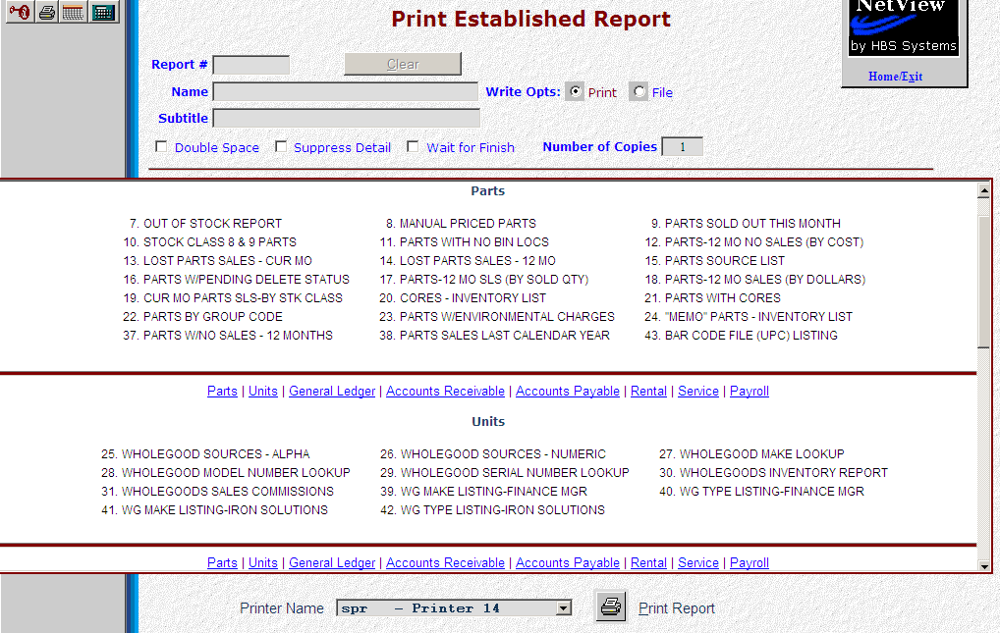 Print Established Report
NetView
by HBS Systems
Home/Exit
Report # Clear
Name Write Opts: Print File
Subtitle
Double Space Suppress Detail Wait for Finish Number of Copies 1
Parts
7. OUT OF STOCK REPORT 8. MANUAL PRICED PARTS 9. PARTS SOLD OUT THIS MONTH
10. STOCK CLASS 8 & 9 PARTS 11. PARTS WITH NO BIN LOCS 12. PARTS-12 MO NO SALES (BY COST)
13. LOST PARTS SALES - CUR MO 14. LOST PARTS SALES - 12 MO 15. PARTS SOURCE LIST
16. PARTS W/PENDING DELETE STATUS 17. PARTS-12 MO SLS (BY SOLD QTY) 18. PARTS-12 MO SALES (BY DOLLARS)
19. CUR MO PARTS SLS-BY STK CLASS 20. CORES - INVENTORY LIST 21. PARTS WITH CORES
22. PARTS BY GROUP CODE 23. PARTS W/ENVIRONMENTAL CHARGES 24. "MEMO" PARTS - INVENTORY LIST
37. PARTS W/NO SALES - 12 MONTHS 38. PARTS SALES LAST CALENDAR YEAR 43. BAR CODE FILE (UPC) LISTING
Parts | Units | General Ledger | Accounts Receivable | Accounts Payable | Rental | Service | Payroll
Units
25. WHOLEGOOD SOURCES - ALPHA 26. WHOLEGOOD SOURCES - NUMERIC 27. WHOLEGOOD MAKE LOOKUP
28. WHOLEGOOD MODEL NUMBER LOOKUP 29. WHOLEGOOD SERIAL NUMBER LOOKUP 30. WHOLEGOODS INVENTORY REPORT
31. WHOLEGOODS SALES COMMISSIONS 39. WG MAKE LISTING-FINANCE MGR 40. WG TYPE LISTING-FINANCE MGR
41. WG MAKE LISTING-IRON SOLUTIONS 42. WG TYPE LISTING-IRON SOLUTIONS
Parts | Units | General Ledger | Accounts Receivable | Accounts Payable | Rental | Service | Payroll
Printer Name spr - Printer 14 Print Report